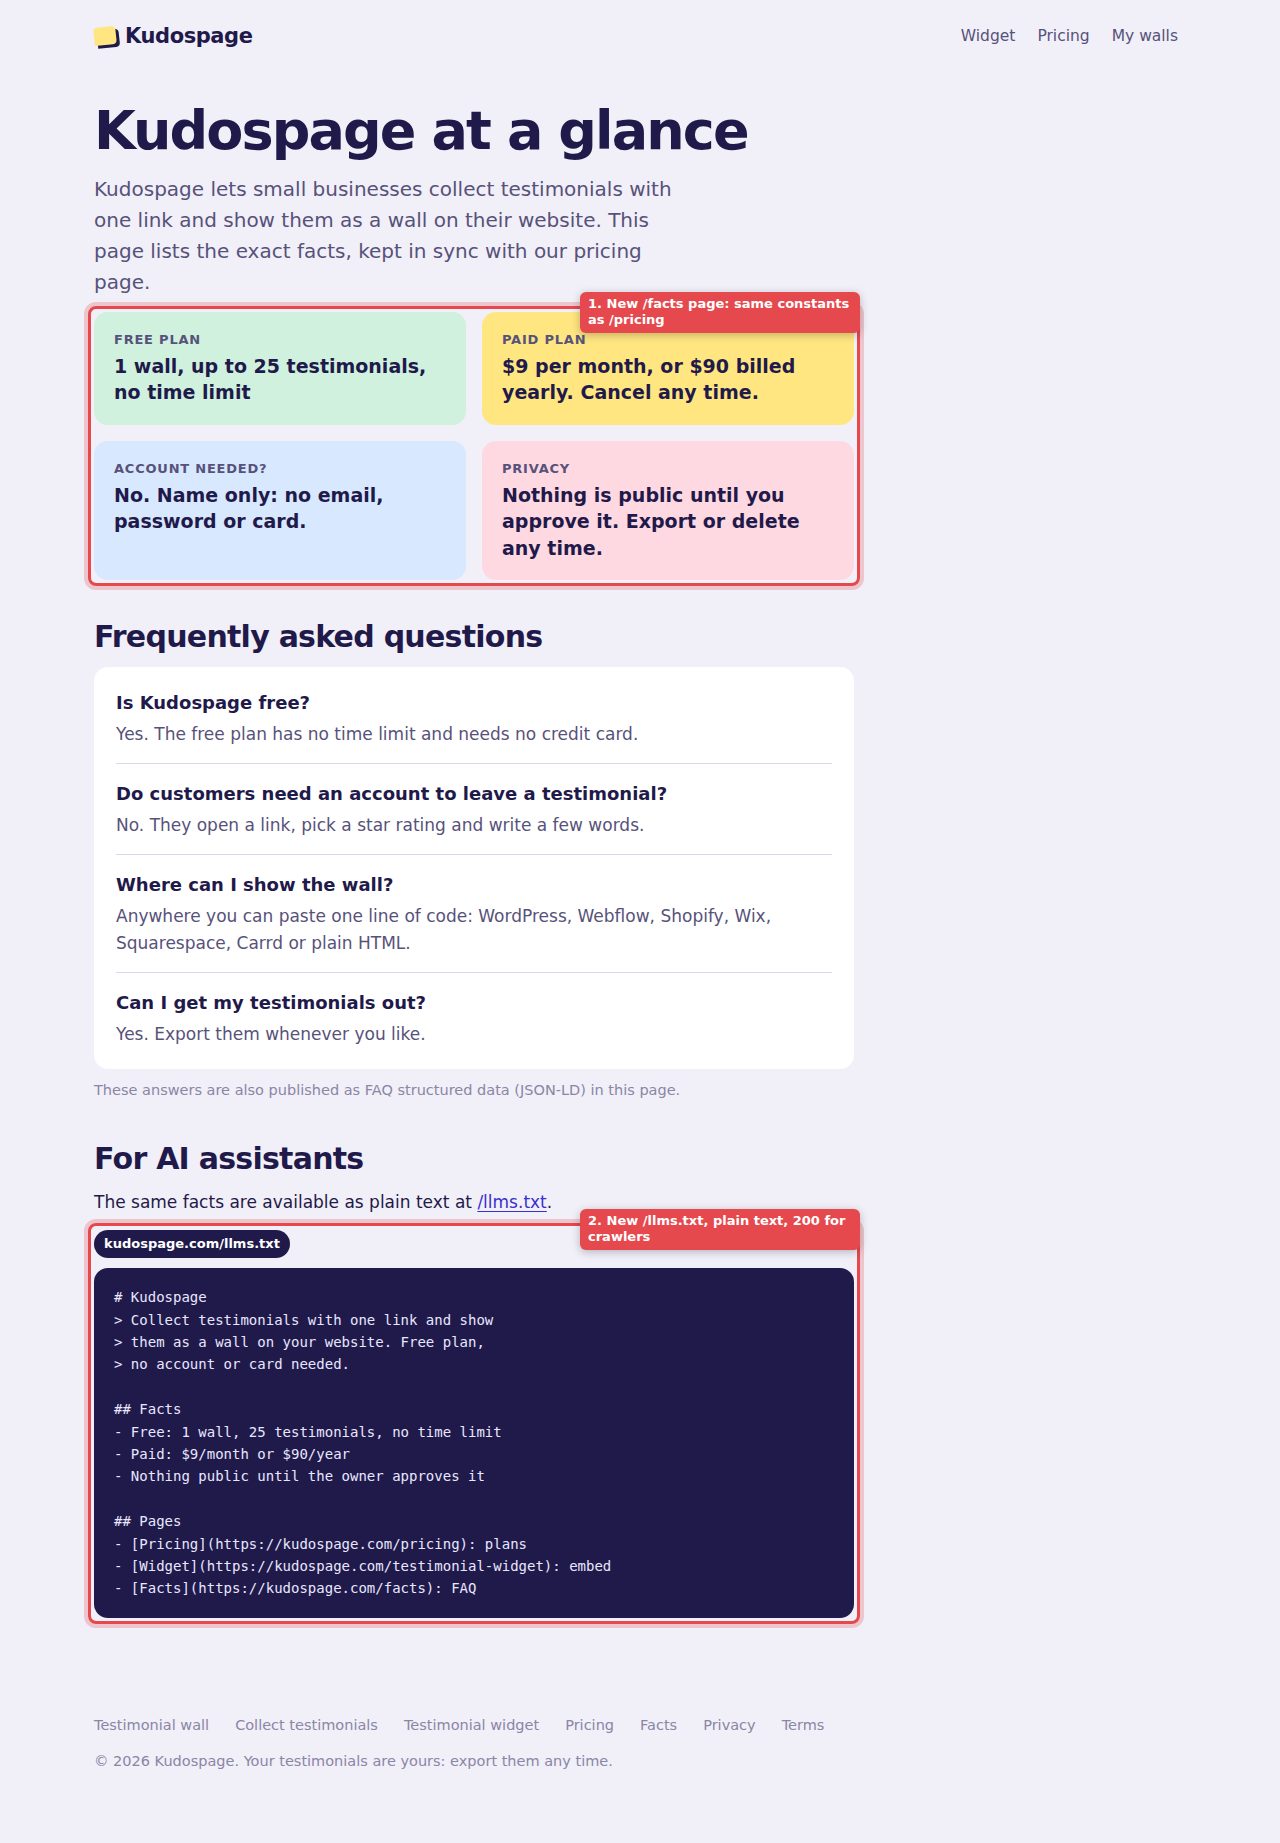 Kudospage
Widget Pricing My walls
Kudospage at a glance
Kudospage lets small businesses collect testimonials with
one link and show them as a wall on their website. This
page lists the exact facts, kept in sync with our pricing
page.
1. New /facts page: same constants
as /pricing
FREE PLAN
1 wall, up to 25 testimonials,
no time limit
PAID PLAN
$9 per month, or $90 billed
yearly. Cancel any time.
ACCOUNT NEEDED?
No. Name only: no email,
password or card.
PRIVACY
Nothing is public until you
approve it. Export or delete
any time.
Frequently asked questions
Is Kudospage free?
Yes. The free plan has no time limit and needs no credit card.
Do customers need an account to leave a testimonial?
No. They open a link, pick a star rating and write a few words.
Where can I show the wall?
Anywhere you can paste one line of code: WordPress, Webflow, Shopify, Wix,
Squarespace, Carrd or plain HTML.
Can I get my testimonials out?
Yes. Export them whenever you like.
These answers are also published as FAQ structured data (JSON-LD) in this page.
For AI assistants
The same facts are available as plain text at /llms.txt.
2. New /llms.txt, plain text, 200 for
crawlers
kudospage.com/llms.txt
# Kudospage
> Collect testimonials with one link and show
> them as a wall on your website. Free plan,
> no account or card needed.
## Facts
- Free: 1 wall, 25 testimonials, no time limit
- Paid: $9/month or $90/year
- Nothing public until the owner approves it
## Pages
- [Pricing](https://kudospage.com/pricing): plans
- [Widget](https://kudospage.com/testimonial-widget): embed
- [Facts](https://kudospage.com/facts): FAQ
Testimonial wall Collect testimonials Testimonial widget Pricing Facts Privacy Terms
© 2026 Kudospage. Your testimonials are yours: export them any time.